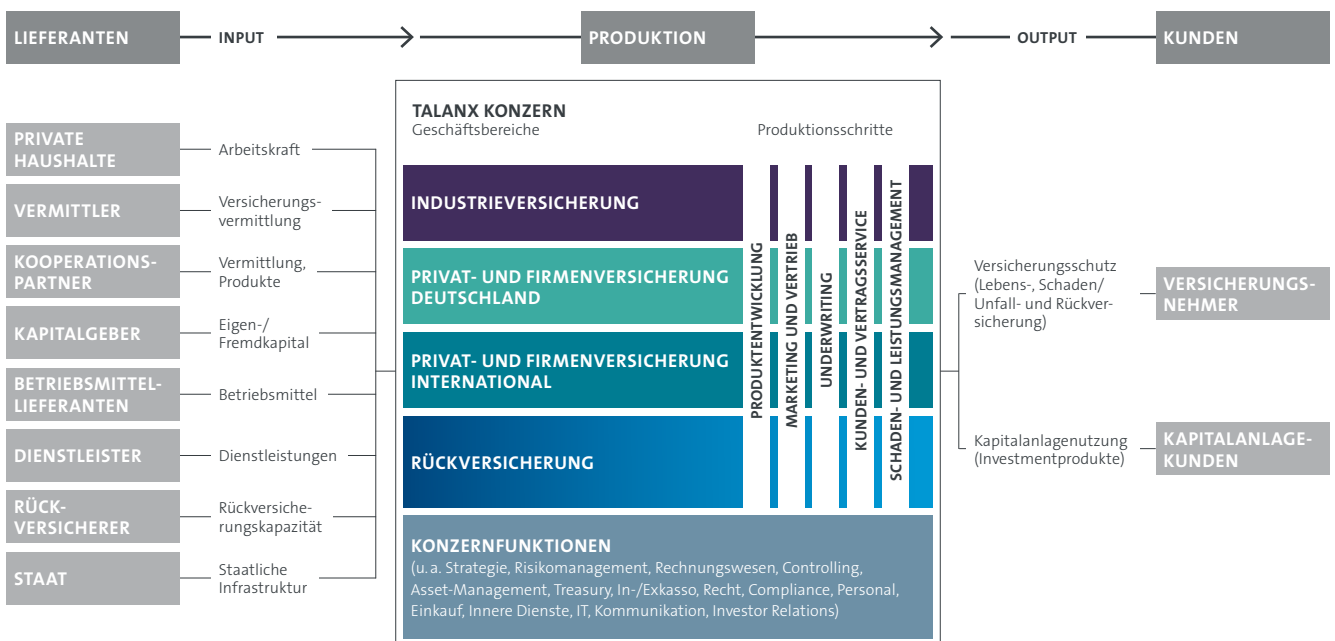 LIEFERANTEN
INPUT
PRODUKTION
OUTPUT
KUNDEN
PRIVATE
HAUSHALTE
Arbeitskraft
VERMITTLER
Versicherungs-
vermittlung
KOOPERATIONS-
PARTNER
Vermittlung,
Produkte
KAPITALGEBER
Eigen-/
Fremdkapital
BETRIEBSMITTEL-
LIEFERANTEN
Betriebsmittel
DIENSTLEISTER
Dienstleistungen
RÜCK-
VERSICHERER
Rückversiche-
rungskapazität
STAAT
Staatliche
Infrastruktur
TALANX KONZERN
Geschäftsbereiche
Produktionsschritte
INDUSTRIEVERSICHERUNG
PRIVAT- UND FIRMENVERSICHERUNG
DEUTSCHLAND
PRIVAT- UND FIRMENVERSICHERUNG
INTERNATIONAL
RÜCKVERSICHERUNG
PRODUKTENTWICKLUNG
MARKETING UND VERTRIEB
UNDERWRITING
KUNDEN- UND VERTRAGSSERVICE
SCHADEN- UND LEISTUNGSMANAGEMENT
KONZERNFUNKTIONEN
(u. a. Strategie, Risikomanagement, Rechnungswesen, Controlling,
Asset-Management, Treasury, In-/Exkasso, Recht, Compliance, Personal,
Einkauf, Innere Dienste, IT, Kommunikation, Investor Relations)
Versicherungsschutz
(Lebens-, Schaden/
Unfall- und Rückver-
sicherung)
VERSICHERUNGS-
NEHMER
Kapitalanlagenutzung
(Investmentprodukte)
KAPITALANLAGE-
KUNDEN